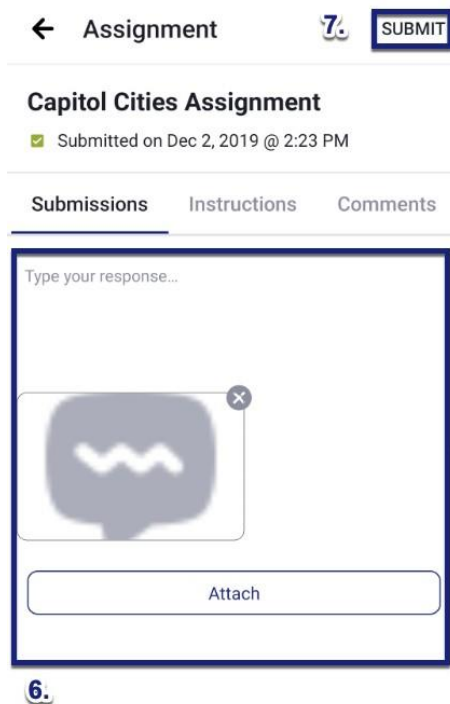 Assignment 7. SUBMIT
Capitol Cities Assignment
Submitted on Dec 2, 2019 @ 2:23 PM
Submissions Instructions Comments
Type your response...
Attach
6.